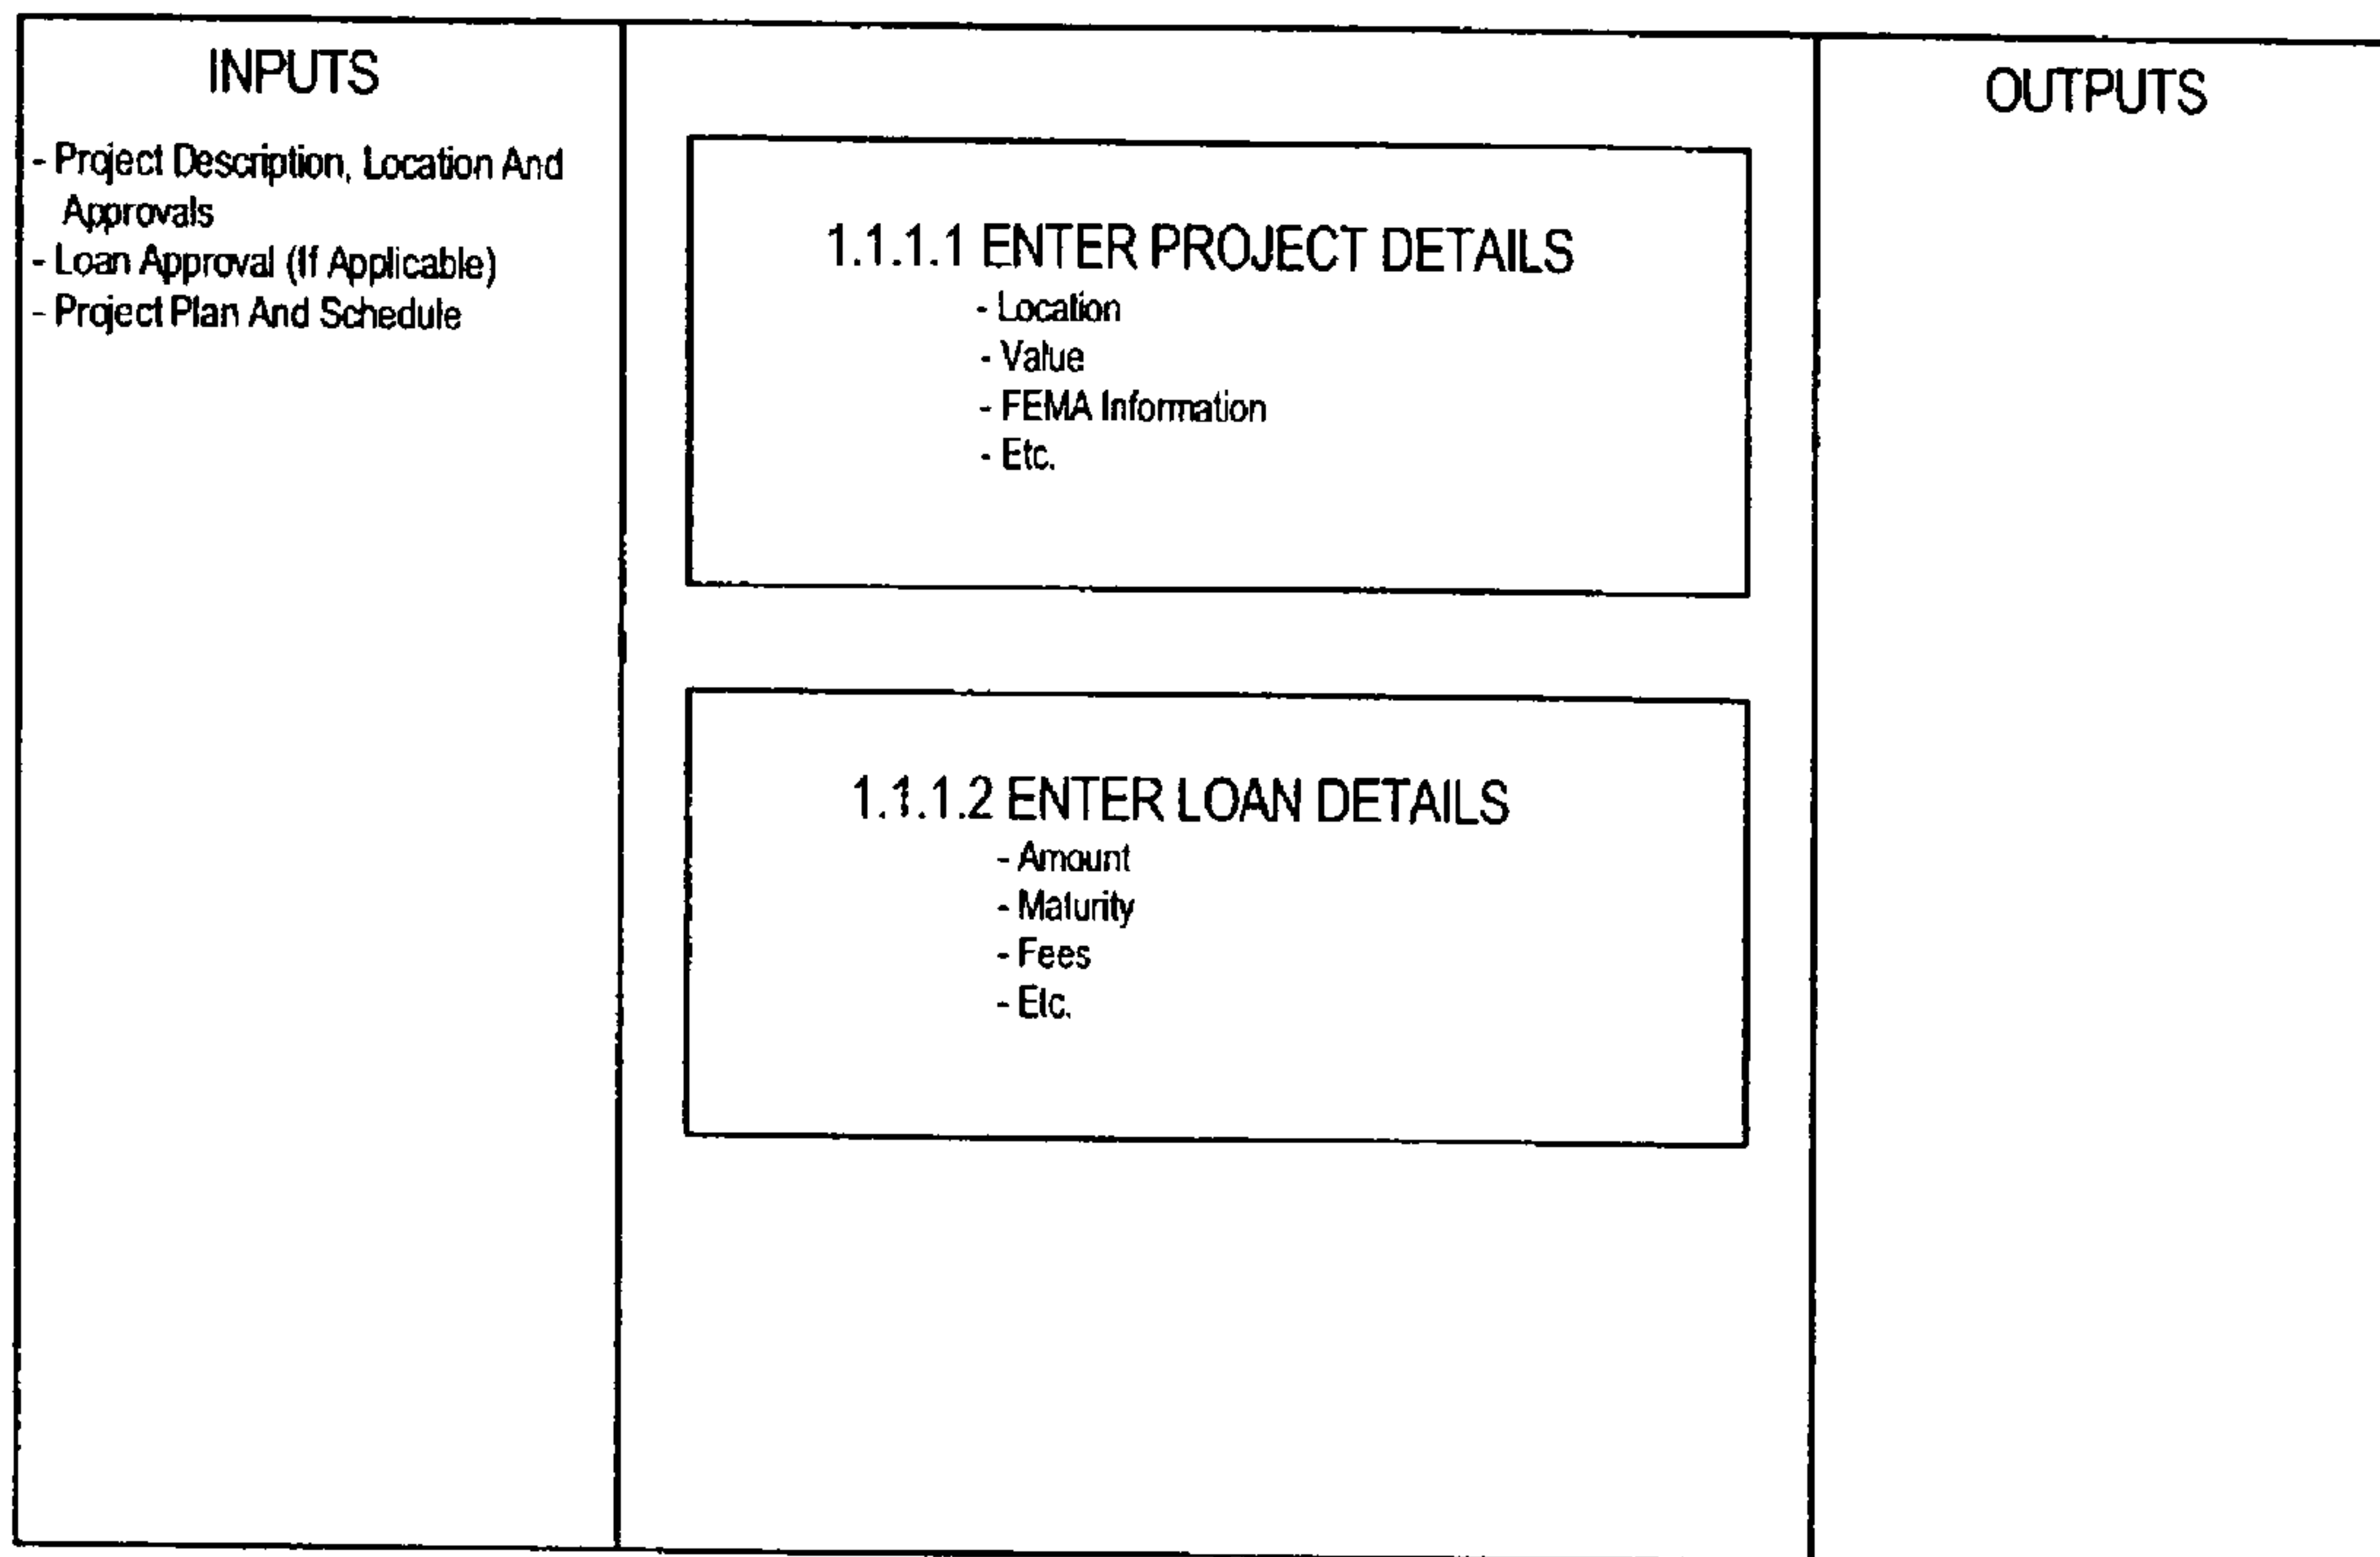 INPUTS
- Project Description, Location And
Approvals
- Loan Approval (If Applicable)
- Project Plan And Schedule
1.1.1.1 ENTER PROJECT DETAILS
- Location
- Value
- FEMA Information
- Etc.
1.1.1.2 ENTER LOAN DETAILS
- Amount
- Maturity
- Fees
- Etc.
OUTPUTS